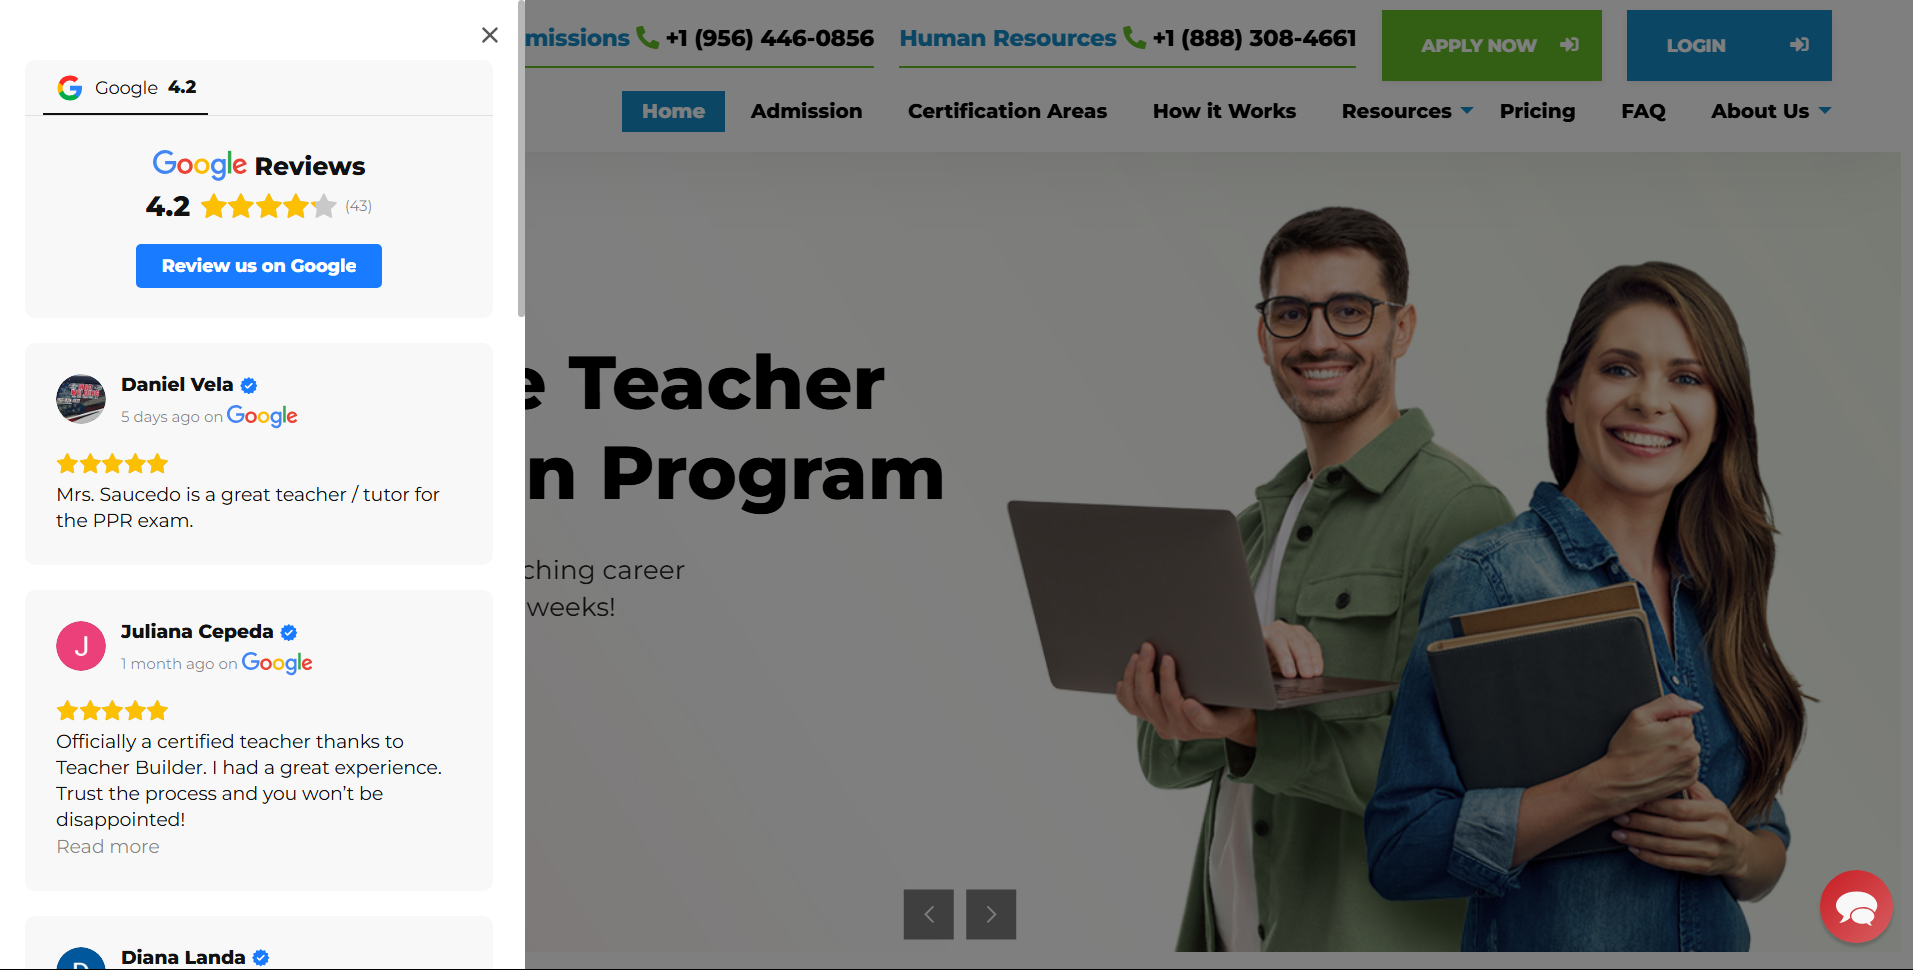 Google 4.2
Google Reviews
4.2 (43)
Review us on Google
Daniel Vela
5 days ago on Google
Mrs. Saucedo is a great teacher / tutor for
the PPR exam.
J
Juliana Cepeda
1 month ago on Google
Officially a certified teacher thanks to
Teacher Builder. I had a great experience.
Trust the process and you won’t be
disappointed!
Read more
Diana Landa
missions +1 (956) 446-0856 Human Resources +1 (888) 308-4661
APPLY NOW
LOGIN
Home Admission Certification Areas How it Works Resources Pricing FAQ About Us
e Teacher
n Program
ching career
weeks!